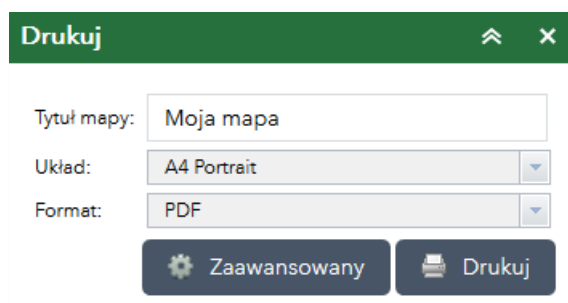 Drukuj
Tytuł mapy: Moja mapa
Układ: A4 Portrait
Format: PDF
Zaawansowany Drukuj